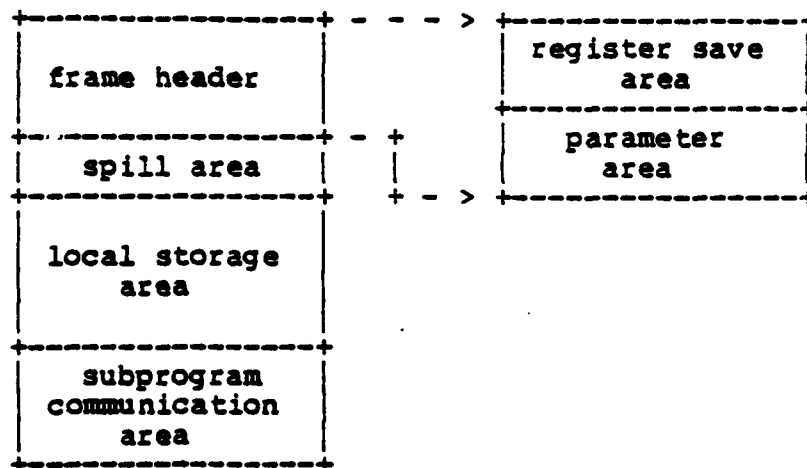 frame header
spill area
local storage
area
subprogram
communication
area
register save
area
parameter
area